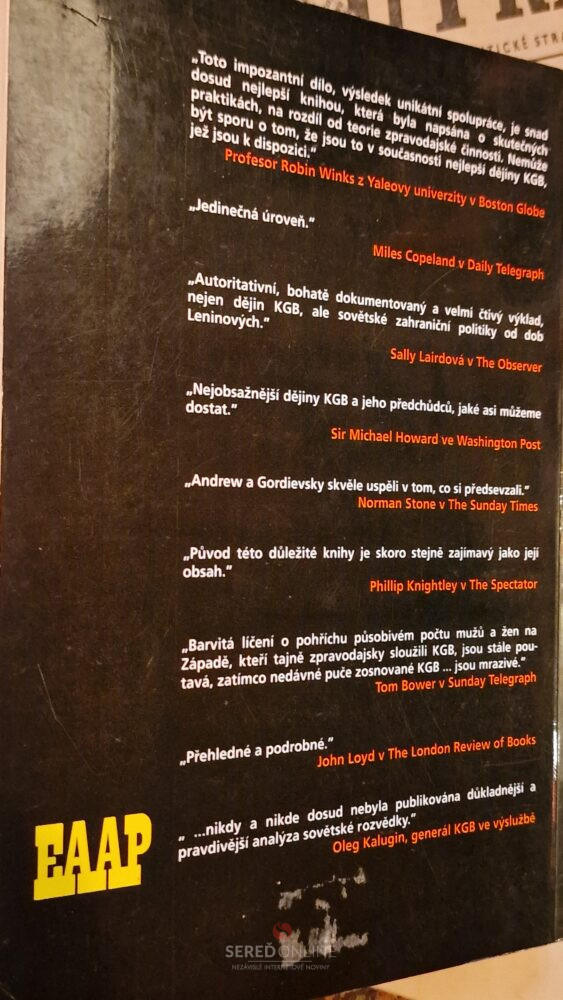 TICKÉ STRA
„Toto impozantní dílo, výsledek unikátní spolupráce, je snad
dosud nejlepší knihou, která byla napsána o skutečných
praktikách, na rozdíl od teorie zpravodajské činnosti. Nemůže
být sporu o tom, že jsou to v současnosti nejlepší dějiny KGB,
jež jsou k dispozici.“
Profesor Robin Winks z Yaleovy univerzity v Boston Globe
„Jedinečná úroveň.“
Miles Copeland v Daily Telegraph
„Autoritativní, bohatě dokumentovaný a velmi čtivý výklad,
nejen dějin KGB, ale sovětské zahraniční politiky od dob
Leninových.“
Sally Lairdová v The Observer
„Nejobsažnější dějiny KGB a jeho předchůdců, jaké asi můžeme
dostat.“
Sir Michael Howard ve Washington Post
„Andrew a Gordievsky skvěle uspěli v tom, co si předsevzali.“
Norman Stone v The Sunday Times
„Původ této důležité knihy je skoro stejně zajímavý jako její
obsah.“
Phillip Knightley v The Spectator
„Barvitá líčení o pohříchu působivém počtu mužů a žen na
Západě, kteří tajně zpravodajsky sloužili KGB, jsou stále pou-
tavá, zatímco nedávné puče zosnované KGB ... jsou mrazivé.“
Tom Bower v Sunday Telegraph
„Přehledné a podrobné.“
John Loyd v The London Review of Books
„ ...nikdy a nikde dosud nebyla publikována důkladnější a
pravdivější analýza sovětské rozvědky.“
Oleg Kalugin, generál KGB ve výslužbě
EAAP
SEREĎ ONLINE
NEZÁVISLÉ INTERNETOVÉ NOVINY